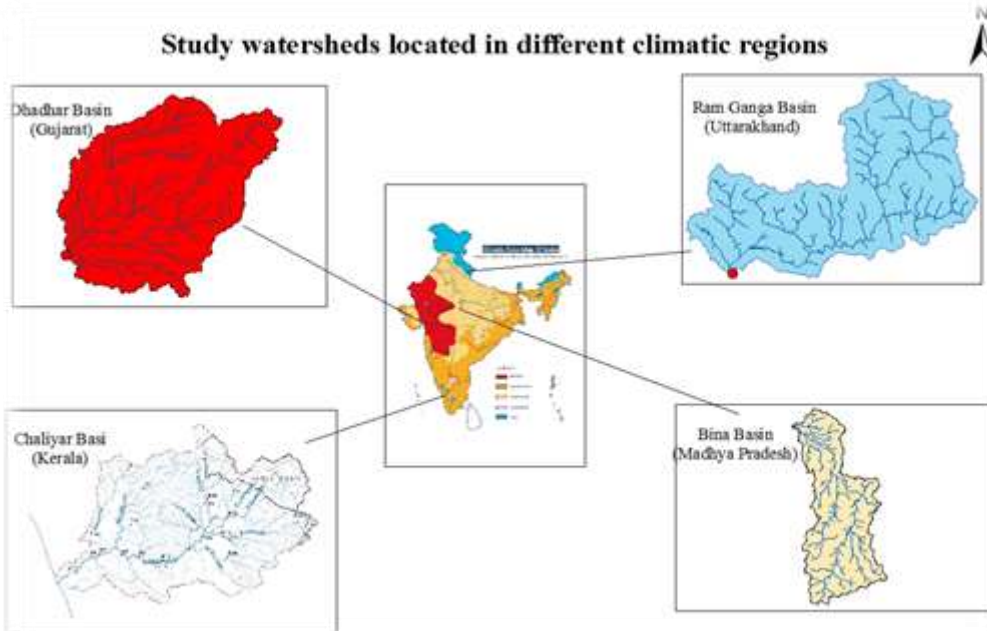 N
Study watersheds located in different climatic regions
Dhadhar Basin
(Gujarat)
Ram Ganga Basin
(Uttarakhand)
Chaliyar Basi
(Kerala)
Bina Basin
(Madhya Pradesh)